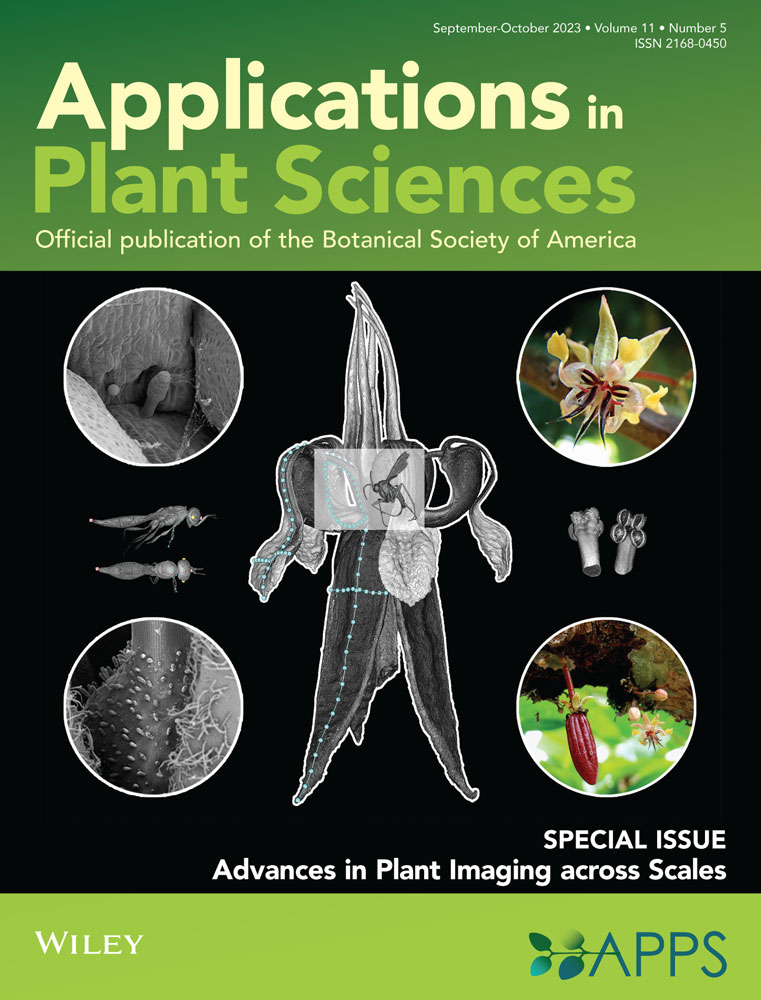 September-October 2023 • Volume 11 • Number 5
ISSN 2168-0450
Applications in
Plant Sciences
Official publication of the Botanical Society of America
SPECIAL ISSUE
Advances in Plant Imaging across Scales
WILEY
APPS